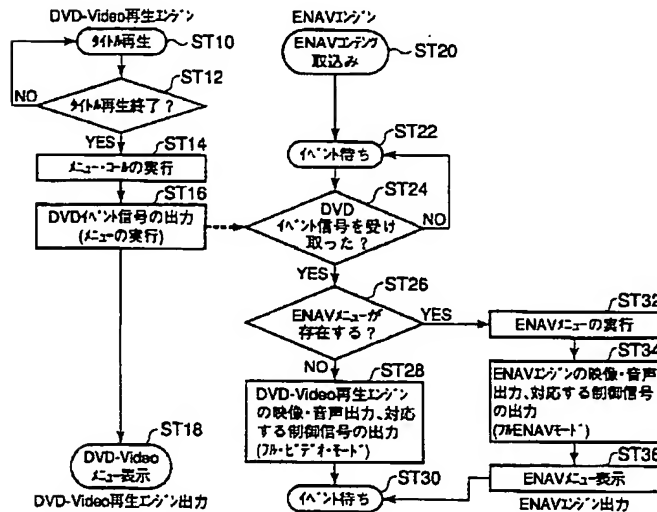 DVD-Video再生エンジン
タイトル再生
ST10
ST12
NO
タイトル再生終了?
YES
ST14
メニュー・コールの実行
ST16
DVDイベント信号の出力
(メニューの実行)
ST18
DVD-Video
メニュー表示
DVD-Video再生エンジン出力
ENAVエンジン
ENAVコンテンツ
取込み
ST20
ST22
イベント待ち
ST24
DVD
イベント信号を受け
取った?
NO
YES
ST26
ENAVメニューが
存在する?
YES
NO
ST28
DVD-Video再生エンジン
の映像・音声出力、対応
する制御信号の出力
(フル・ビデオ・モード)
ST30
イベント待ち
ST32
ENAVメニューの実行
ST34
ENAVエンジンの映像・音声
出力、対応する制御信号
の出力
(フルENAVモード)
ST36
ENAVメニュー表示
ENAVエンジン出力